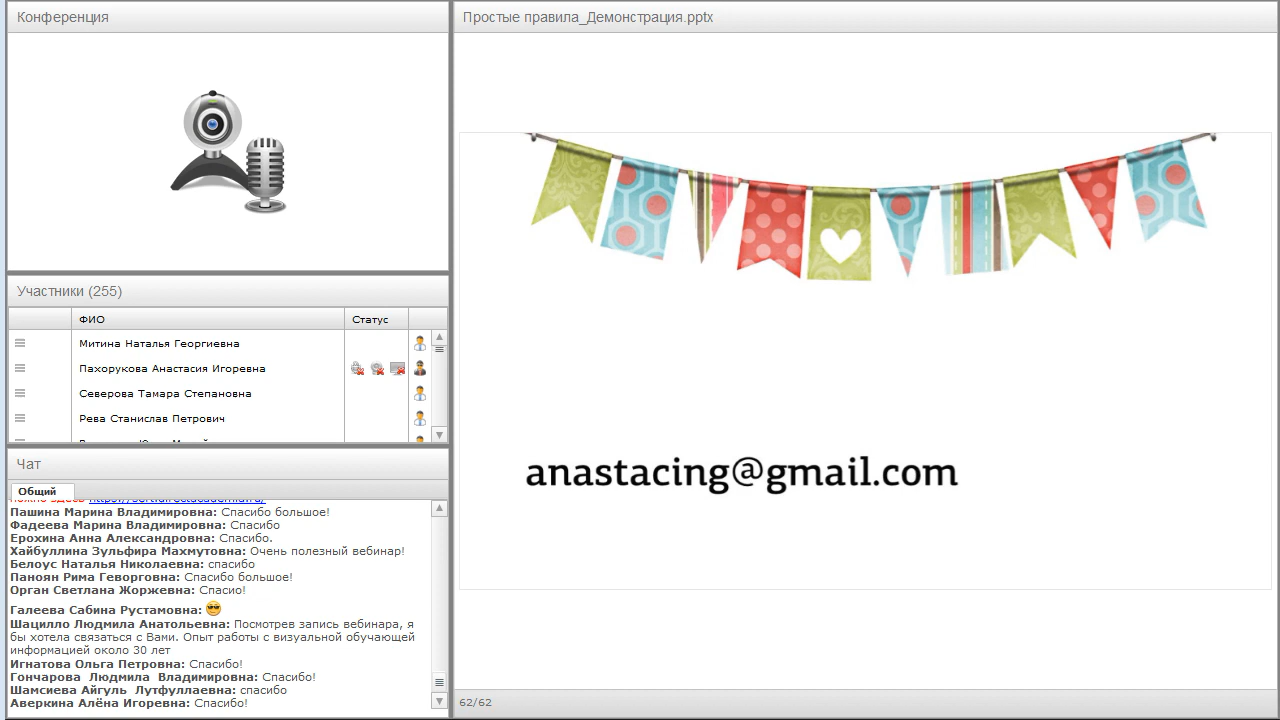 Конференция
Простые правила_Демонстрация.pptx
anastacing@gmail.com
62/62
Участники (255)
ФИО Статус
Митина Наталья Георгиевна
Пахорукова Анастасия Игоревна
Северова Тамара Степановна
Рева Станислав Петрович
Чат
Общий
Пашина Марина Владимировна: Спасибо большое!
Фадеева Марина Владимировна: Спасибо
Ерохина Анна Александровна: Спасибо.
Хайбуллина Зульфира Махмутовна: Очень полезный вебинар!
Белоус Наталья Николаевна: спасибо
Паноян Рима Геворговна: Спасибо большое!
Орган Светлана Жоржевна: Спасио!
Галеева Сабина Рустамовна:
Шацилло Людмила Анатольевна: Посмотрев запись вебинара, я
бы хотела связаться с Вами. Опыт работы с визуальной обучающей
информацией около 30 лет
Игнатова Ольга Петровна: Спасибо!
Гончарова Людмила Владимировна: Спасибо!
Шамсиева Айгуль Лутфуллаевна: спасибо
Аверкина Алёна Игоревна: Спасибо!